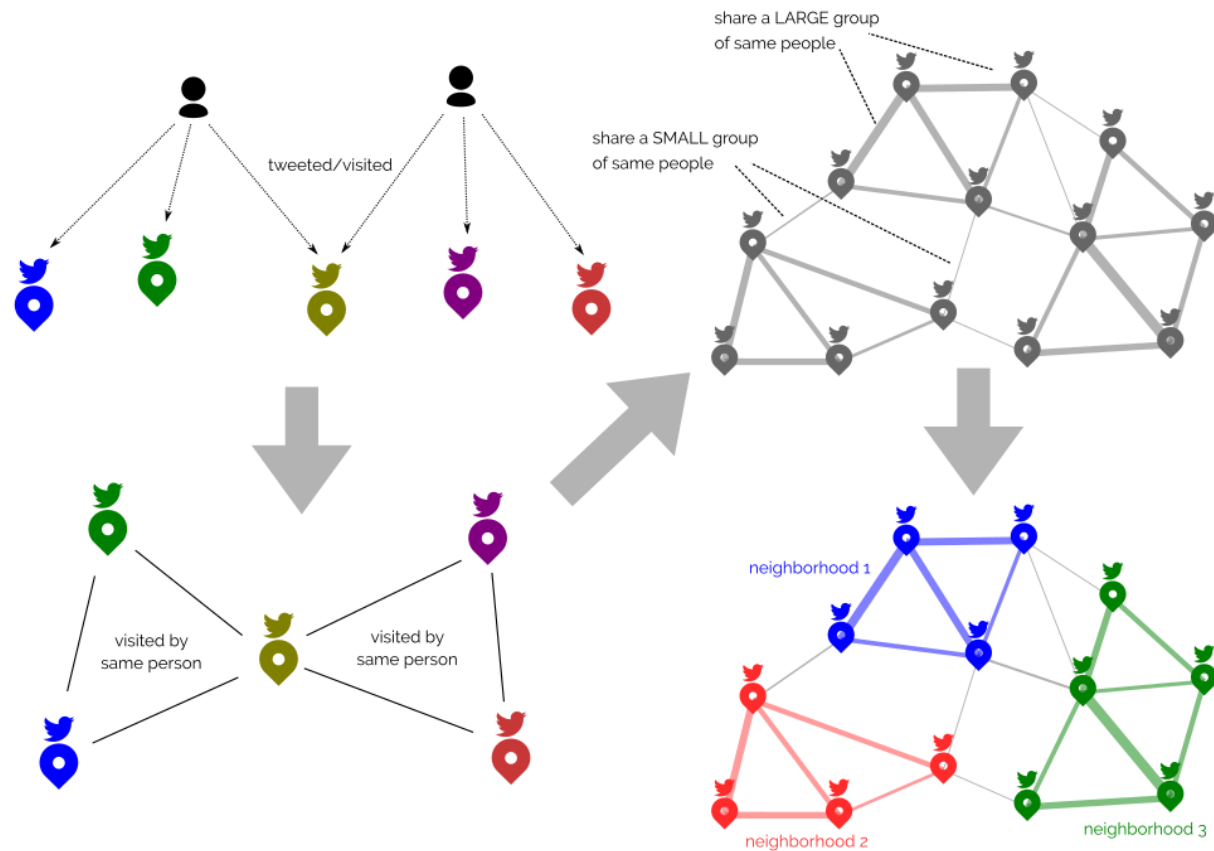 share a LARGE group
of same people
tweeted/visited
share a SMALL group
of same people
visited by
same person
visited by
same person
neighborhood 1
neighborhood 2
neighborhood 3